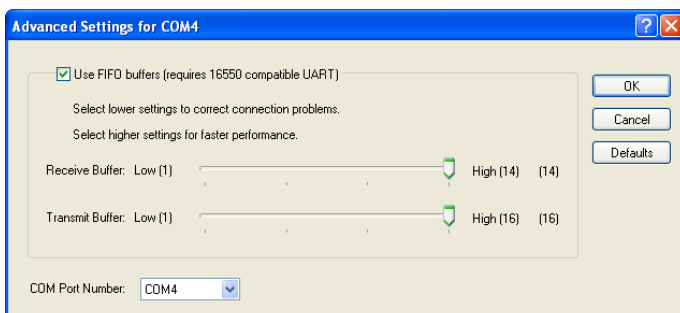 Advanced Settings for COM4
Use FIFO buffers (requires 16550 compatible UART)
Select lower settings to correct connection problems.
Select higher settings for faster performance.
Receive Buffer: Low (1) High (14) (14)
Transmit Buffer: Low (1) High (16) (16)
COM Port Number: COM4
OK
Cancel
Defaults